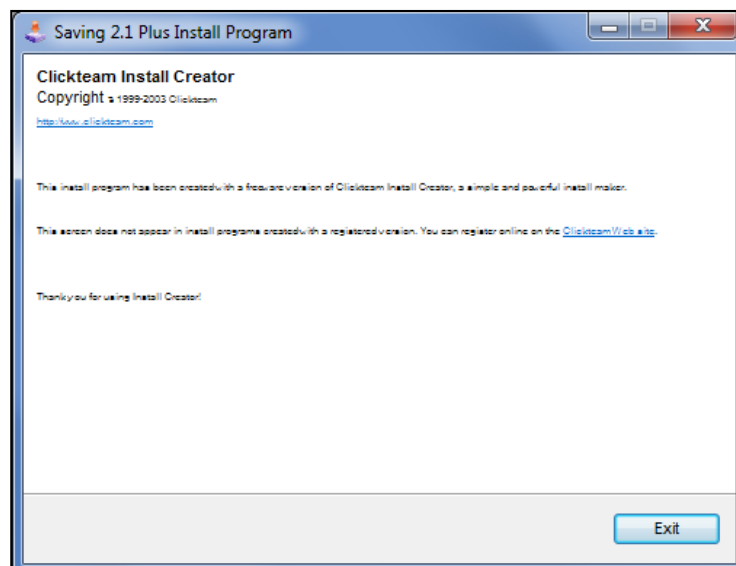 Saving 2.1 Plus Install Program
Clickteam Install Creator
Copyright © 1999-2003 Clickteam
http://www.clickteam.com
This install program has been created with a freeware version of Clickteam Install Creator, a simple and powerful install maker.
This screen does not appear in install programs created with a registered version. You can register online on the Clickteam Web site.
Thank you for using Install Creator!
Exit